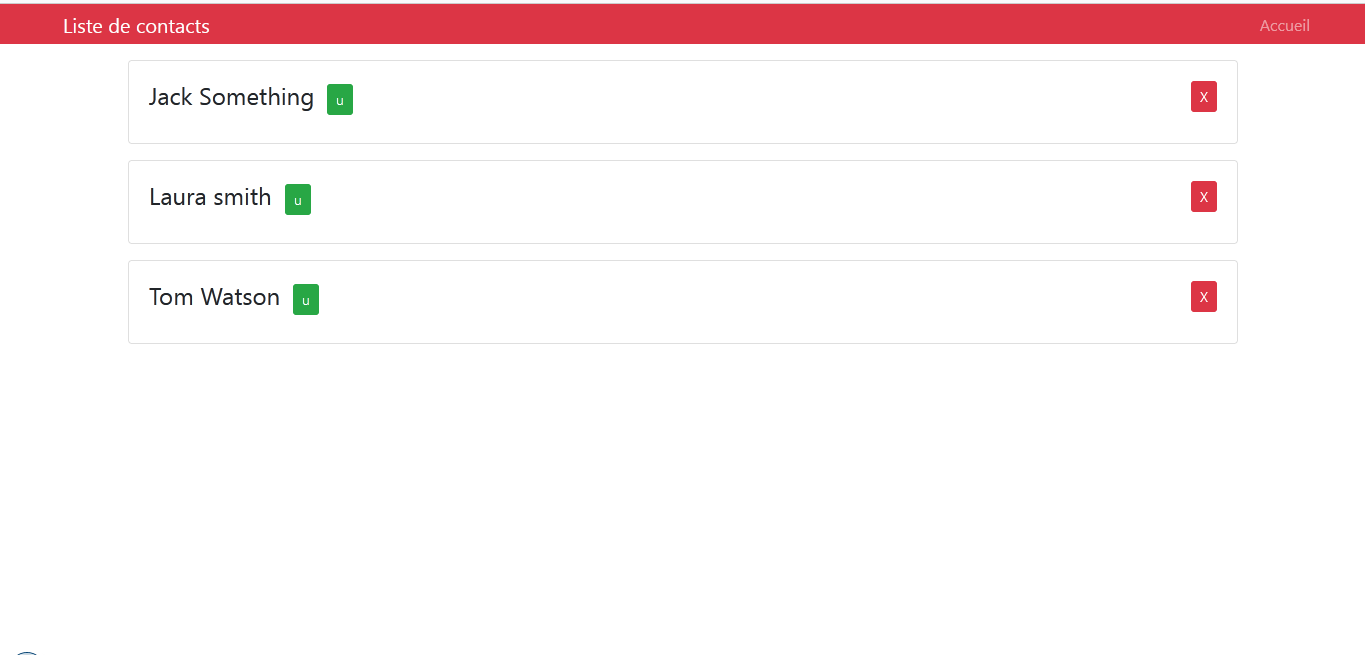 Liste de contacts Accueil
Jack Something u X
Laura smith u X
Tom Watson u X